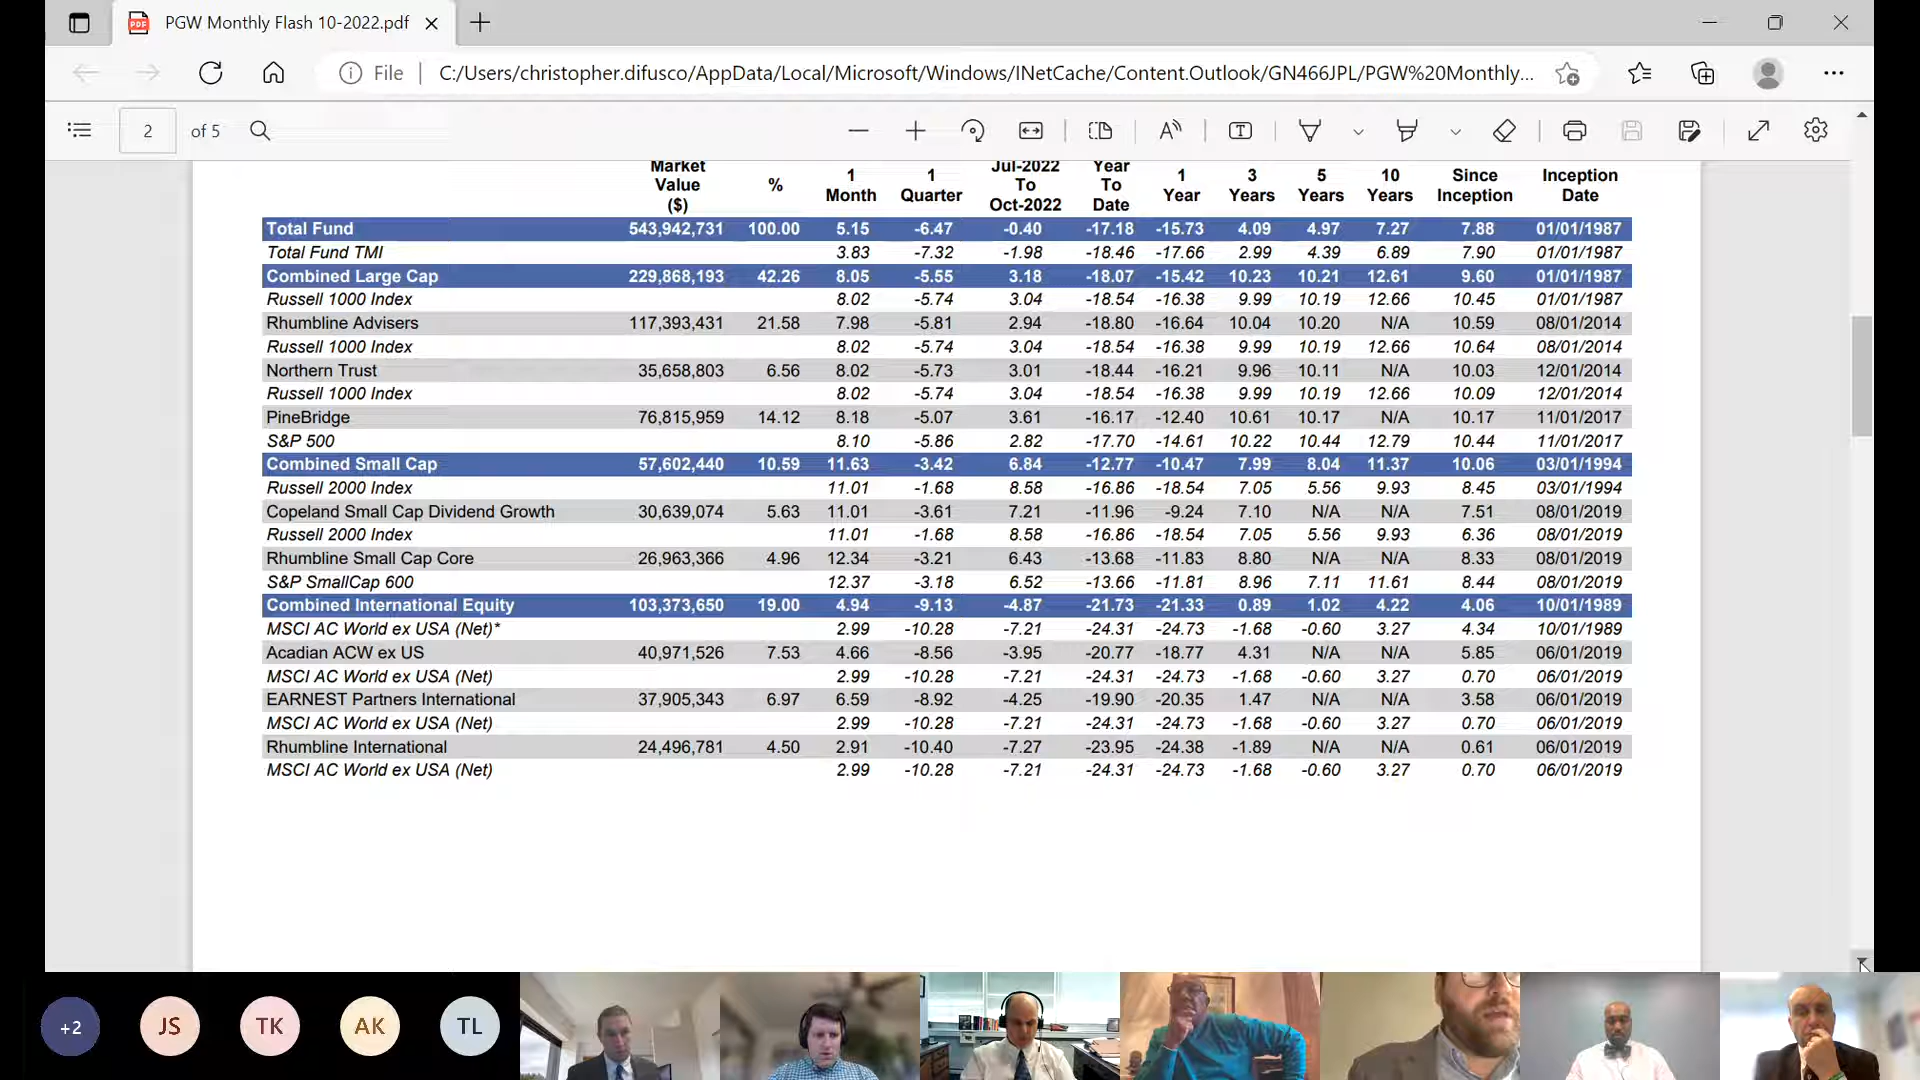 PGW Monthly Flash 10-2022.pdf
File C:/Users/christopher.difusco/AppData/Local/Microsoft/Windows/INetCache/Content.Outlook/GN466JPL/PGW%20Monthly...
2 of 5
Market Value ($) % 1 Month 1 Quarter Jul-2022 To Oct-2022 Year To Date 1 Year 3 Years 5 Years 10 Years Since Inception Inception Date
Total Fund 543,942,731 100.00 5.15 -6.47 -0.40 -17.18 -15.73 4.09 4.97 7.27 7.88 01/01/1987
Total Fund TMI 3.83 -7.32 -1.98 -18.46 -17.66 2.99 4.39 6.89 7.90 01/01/1987
Combined Large Cap 229,868,193 42.26 8.05 -5.55 3.18 -18.07 -15.42 10.23 10.21 12.61 9.60 01/01/1987
Russell 1000 Index 8.02 -5.74 3.04 -18.54 -16.38 9.99 10.19 12.66 10.45 01/01/1987
Rhumbline Advisers 117,393,431 21.58 7.98 -5.81 2.94 -18.80 -16.64 10.04 10.20 N/A 10.59 08/01/2014
Russell 1000 Index 8.02 -5.74 3.04 -18.54 -16.38 9.99 10.19 12.66 10.64 08/01/2014
Northern Trust 35,658,803 6.56 8.02 -5.73 3.01 -18.44 -16.21 9.96 10.11 N/A 10.03 12/01/2014
Russell 1000 Index 8.02 -5.74 3.04 -18.54 -16.38 9.99 10.19 12.66 10.09 12/01/2014
PineBridge 76,815,959 14.12 8.18 -5.07 3.61 -16.17 -12.40 10.61 10.17 N/A 10.17 11/01/2017
S&P 500 8.10 -5.86 2.82 -17.70 -14.61 10.22 10.44 12.79 10.44 11/01/2017
Combined Small Cap 57,602,440 10.59 11.63 -3.42 6.84 -12.77 -10.47 7.99 8.04 11.37 10.06 03/01/1994
Russell 2000 Index 11.01 -1.68 8.58 -16.86 -18.54 7.05 5.56 9.93 8.45 03/01/1994
Copeland Small Cap Dividend Growth 30,639,074 5.63 11.01 -3.61 7.21 -11.96 -9.24 7.10 N/A N/A 7.51 08/01/2019
Russell 2000 Index 11.01 -1.68 8.58 -16.86 -18.54 7.05 5.56 9.93 6.36 08/01/2019
Rhumbline Small Cap Core 26,963,366 4.96 12.34 -3.21 6.43 -13.68 -11.83 8.80 N/A N/A 8.33 08/01/2019
S&P SmallCap 600 12.37 -3.18 6.52 -13.66 -11.81 8.96 7.11 11.61 8.44 08/01/2019
Combined International Equity 103,373,650 19.00 4.94 -9.13 -4.87 -21.73 -21.33 0.89 1.02 4.22 4.06 10/01/1989
MSCI AC World ex USA (Net)* 2.99 -10.28 -7.21 -24.31 -24.73 -1.68 -0.60 3.27 4.34 10/01/1989
Acadian ACW ex US 40,971,526 7.53 4.66 -8.56 -3.95 -20.77 -18.77 4.31 N/A N/A 5.85 06/01/2019
MSCI AC World ex USA (Net) 2.99 -10.28 -7.21 -24.31 -24.73 -1.68 -0.60 3.27 0.70 06/01/2019
EARNEST Partners International 37,905,343 6.97 6.59 -8.92 -4.25 -19.90 -20.35 1.47 N/A N/A 3.58 06/01/2019
MSCI AC World ex USA (Net) 2.99 -10.28 -7.21 -24.31 -24.73 -1.68 -0.60 3.27 0.70 06/01/2019
Rhumbline International 24,496,781 4.50 2.91 -10.40 -7.27 -23.95 -24.38 -1.89 N/A N/A 0.61 06/01/2019
MSCI AC World ex USA (Net) 2.99 -10.28 -7.21 -24.31 -24.73 -1.68 -0.60 3.27 0.70 06/01/2019
+2 JS TK AK TL